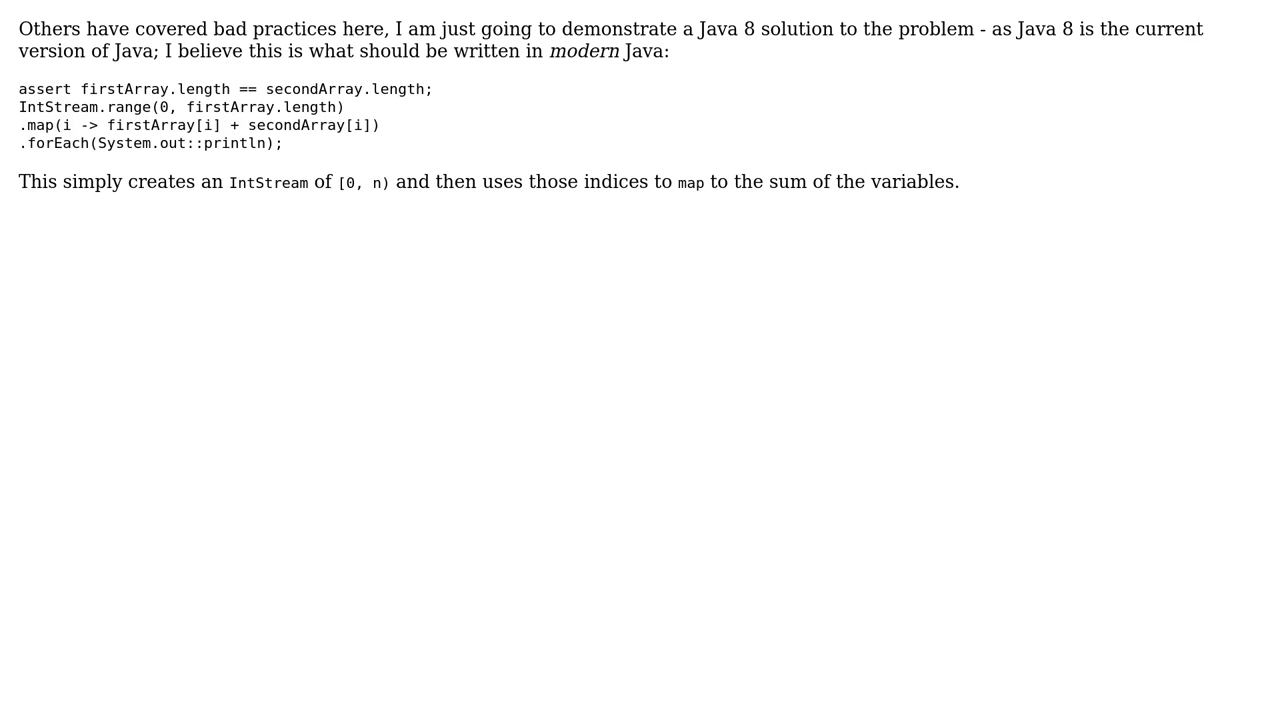 Others have covered bad practices here, I am just going to demonstrate a Java 8 solution to the problem - as Java 8 is the current
version of Java; I believe this is what should be written in modern Java:
assert firstArray.length == secondArray.length;
IntStream.range(0, firstArray.length)
.map(i -> firstArray[i] + secondArray[i])
.forEach(System.out::println);
This simply creates an IntStream of [0, n) and then uses those indices to map to the sum of the variables.